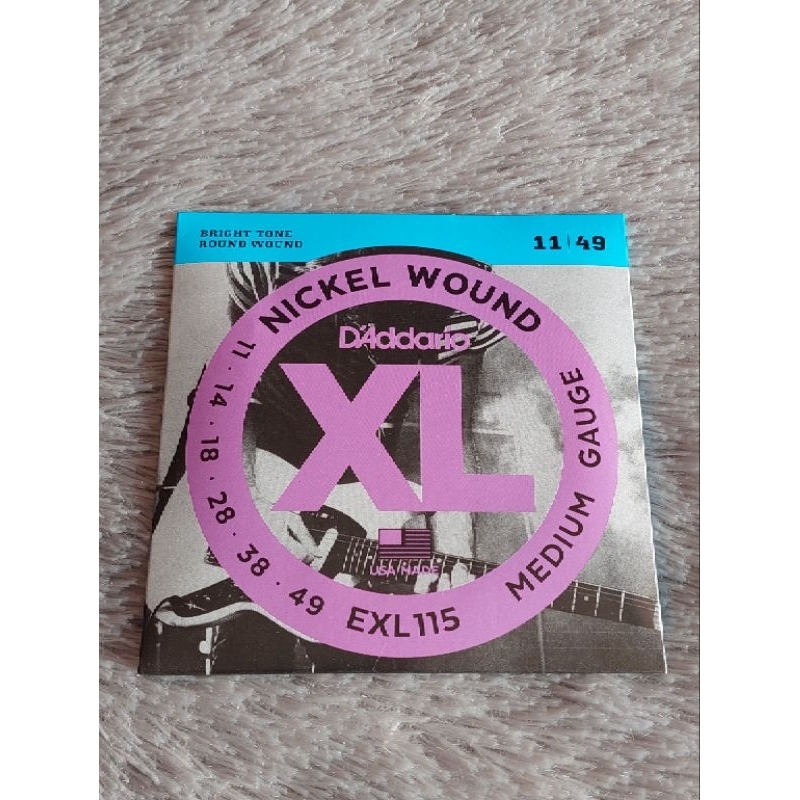 BRIGHT TONE
ROUND WOUND
11 | 49
NICKEL WOUND
D'Addario
XL
USA MADE
11 · 14 · 18 · 28 · 38 · 49
EXL115
MEDIUM GAUGE